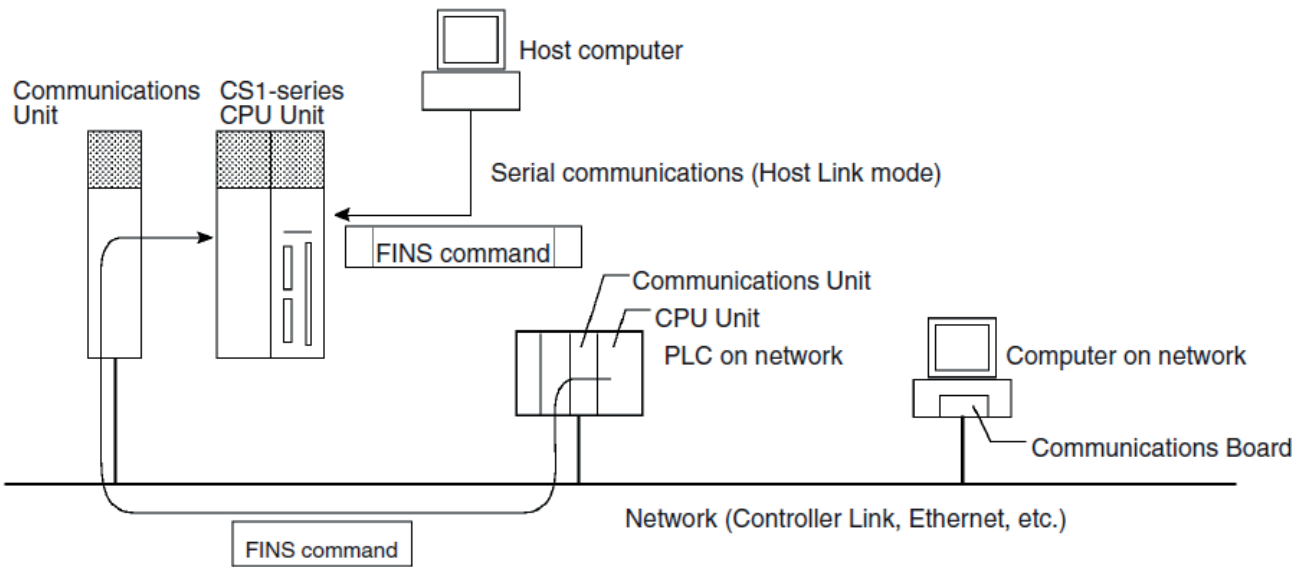 Host computer
Communications
Unit
CS1-series
CPU Unit
Serial communications (Host Link mode)
FINS command
Communications Unit
CPU Unit
PLC on network
Computer on network
Communications Board
Network (Controller Link, Ethernet, etc.)
FINS command